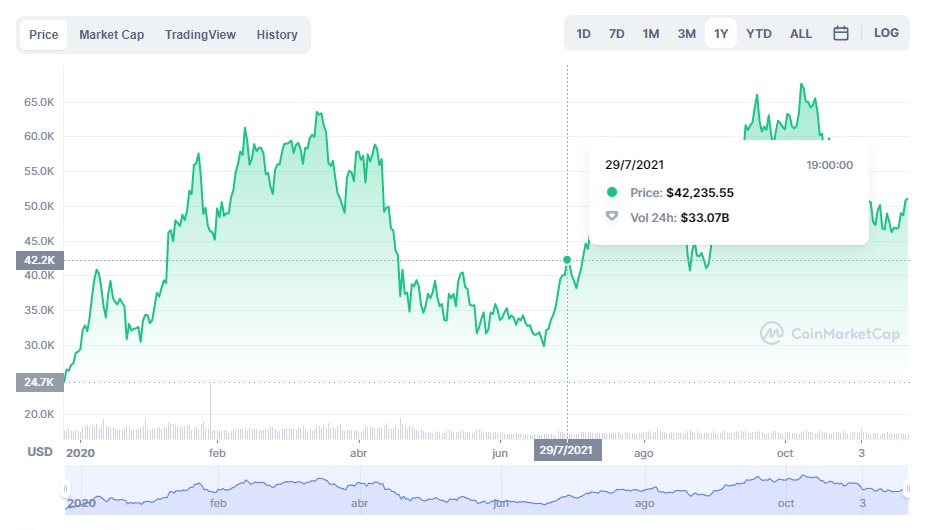 Price Market Cap TradingView History
1D 7D 1M 3M 1Y YTD ALL LOG
65.0K
60.0K
55.0K
50.0K
45.0K
42.2K
40.0K
35.0K
30.0K
24.7K
20.0K
29/7/2021 19:00:00
Price: $42,235.55
Vol 24h: $33.07B
CoinMarketCap
USD 2020 feb abr jun 29/7/2021 ago oct 3
2020 feb abr jun ago oct 3